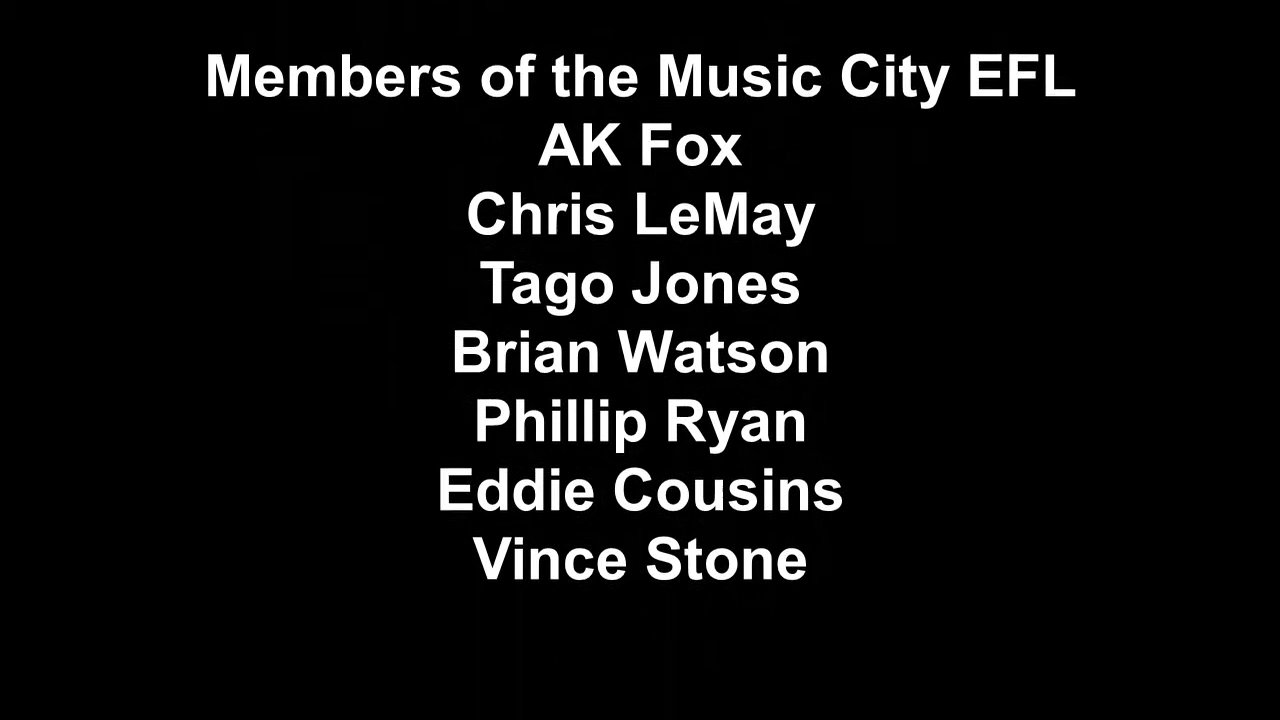 Members of the Music City EFL
AK Fox
Chris LeMay
Tago Jones
Brian Watson
Phillip Ryan
Eddie Cousins
Vince Stone